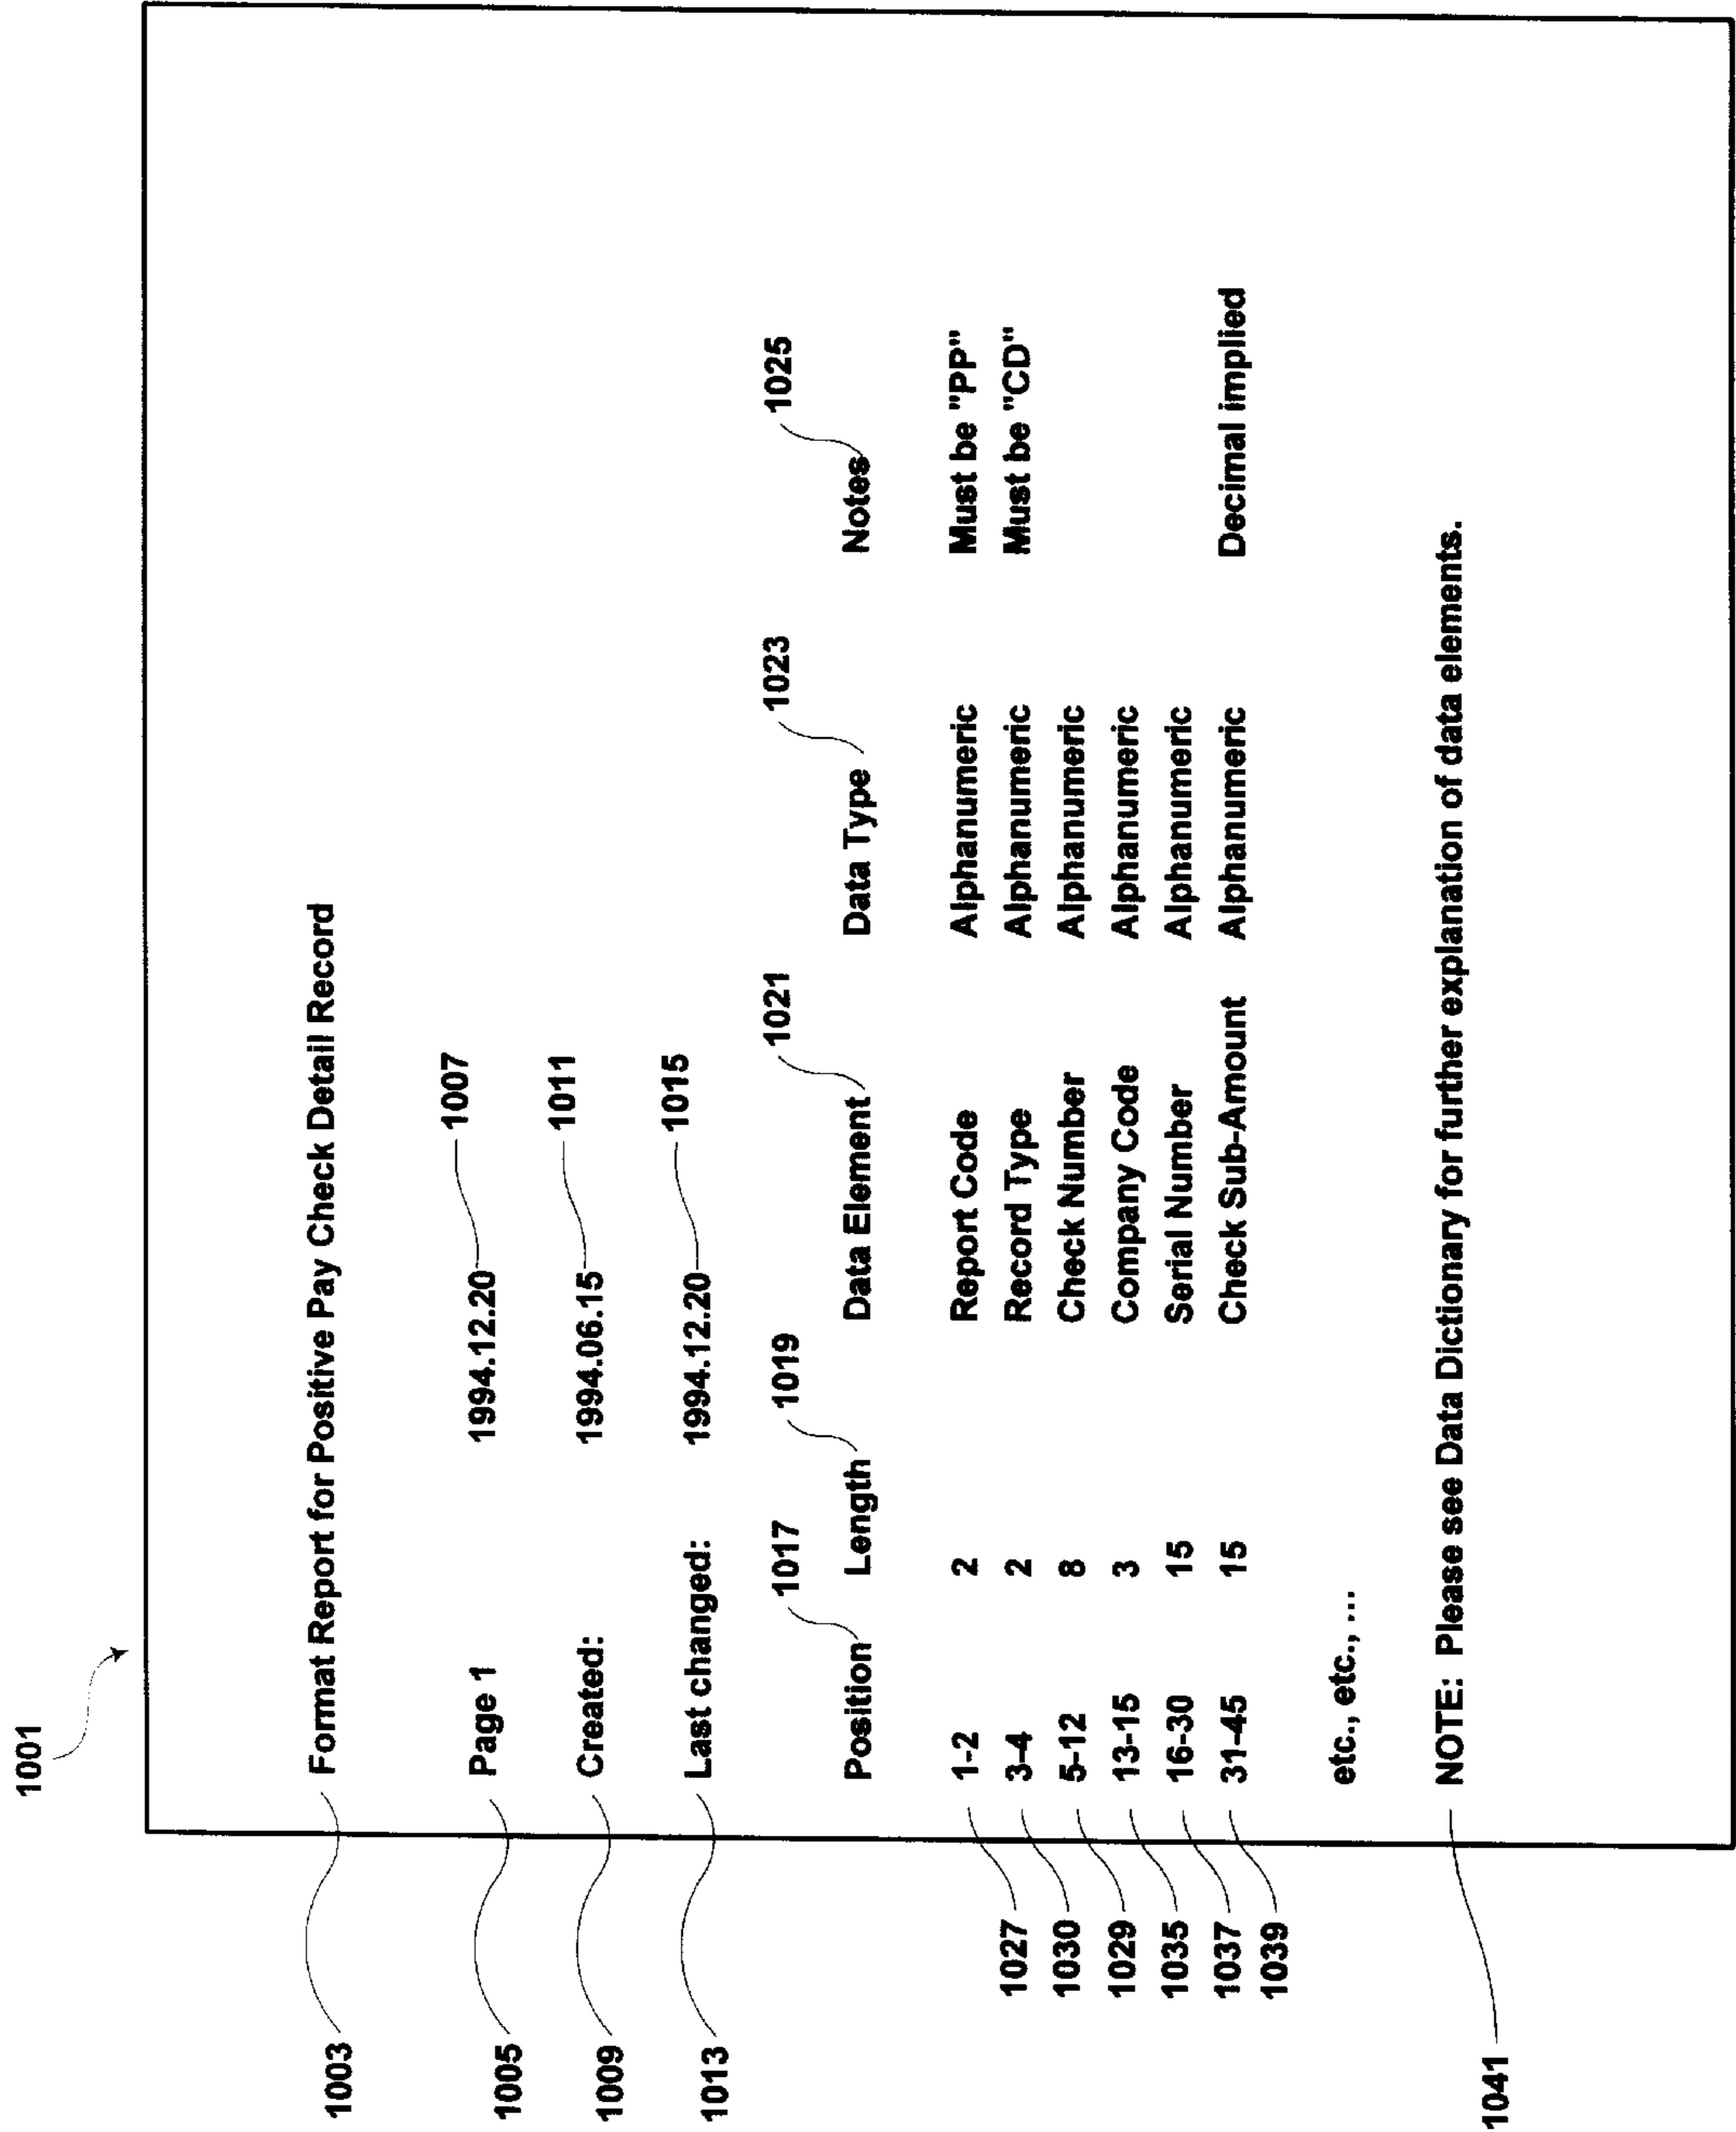 1001
1003 Format Report for Positive Pay Check Detail Record
1005 Page 1 1994.12.20 1007
1009 Created: 1994.06.15 1011
1013 Last changed: 1994.12.20 1015
1017 1019 1021 1023 1025
Position Length Data Element Data Type Notes
1027 1-2 2 Report Code Alphanumeric Must be "PP"
1030 3-4 2 Record Type Alphanumeric Must be "CD"
1029 5-12 8 Check Number Alphanumeric
1035 13-15 3 Company Code Alphanumeric
1037 16-30 15 Serial Number Alphanumeric
1039 31-45 15 Check Sub-Amount Alphanumeric Decimal implied
etc., etc., ...
1041 NOTE: Please see Data Dictionary for further explanation of data elements.